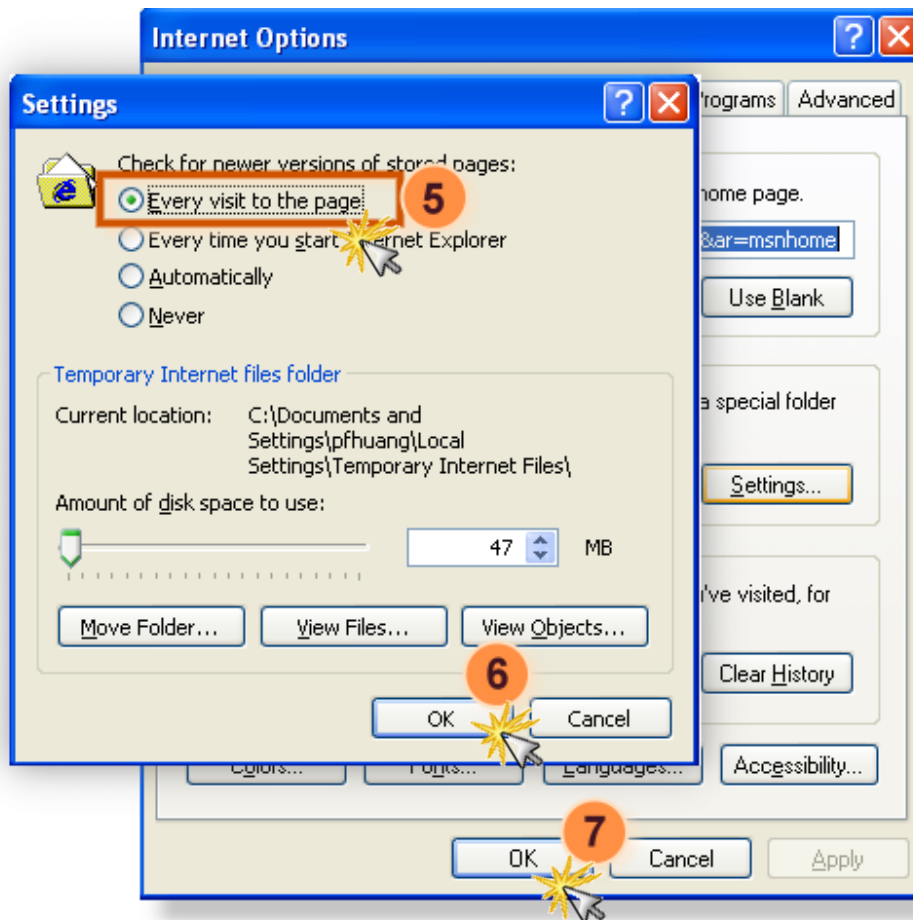 Internet Options
Settings
Programs
Advanced
Check for newer versions of stored pages:
Every visit to the page
5
Every time you start Internet Explorer
Automatically
Never
home page.
&ar=msnhome
Use Blank
Temporary Internet files folder
Current location:
C:\Documents and
Settings\pfhuang\Local
Settings\Temporary Internet Files\
a special folder
Settings...
Amount of disk space to use:
47
MB
Move Folder...
View Files...
View Objects...
've visited, for
Clear History
6
OK
Cancel
Colors...
Fonts...
Languages...
Accessibility...
7
OK
Cancel
Apply